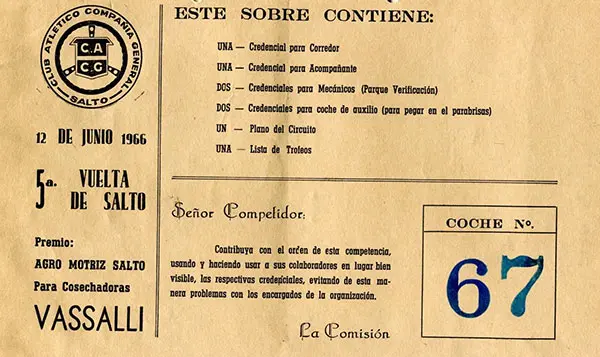 CLUB ATLETICO COMPAÑIA GENERAL
SALTO
C.A.
C.G.
12 DE JUNIO 1966
5a. VUELTA
DE SALTO
Premio:
AGRO MOTRIZ SALTO
Para Cosechadoras
VASSALLI
ESTE SOBRE CONTIENE:
UNA — Credencial para Corredor
UNA — Credencial para Acompañante
DOS — Credenciales para Mecánicos (Parque Verificación)
DOS — Credenciales para coche de auxilio (para pegar en el parabrisas)
UN — Plano del Circuito
UNA — Lista de Trofeos
Señor Competidor:
Contribuya con el orden de esta competencia,
usando y haciendo usar a sus colaboradores en lugar bien
visible, las respectivas credenciales, evitando de esta ma-
nera problemas con los encargados de la organización.
La Comisión
COCHE Nº.
67